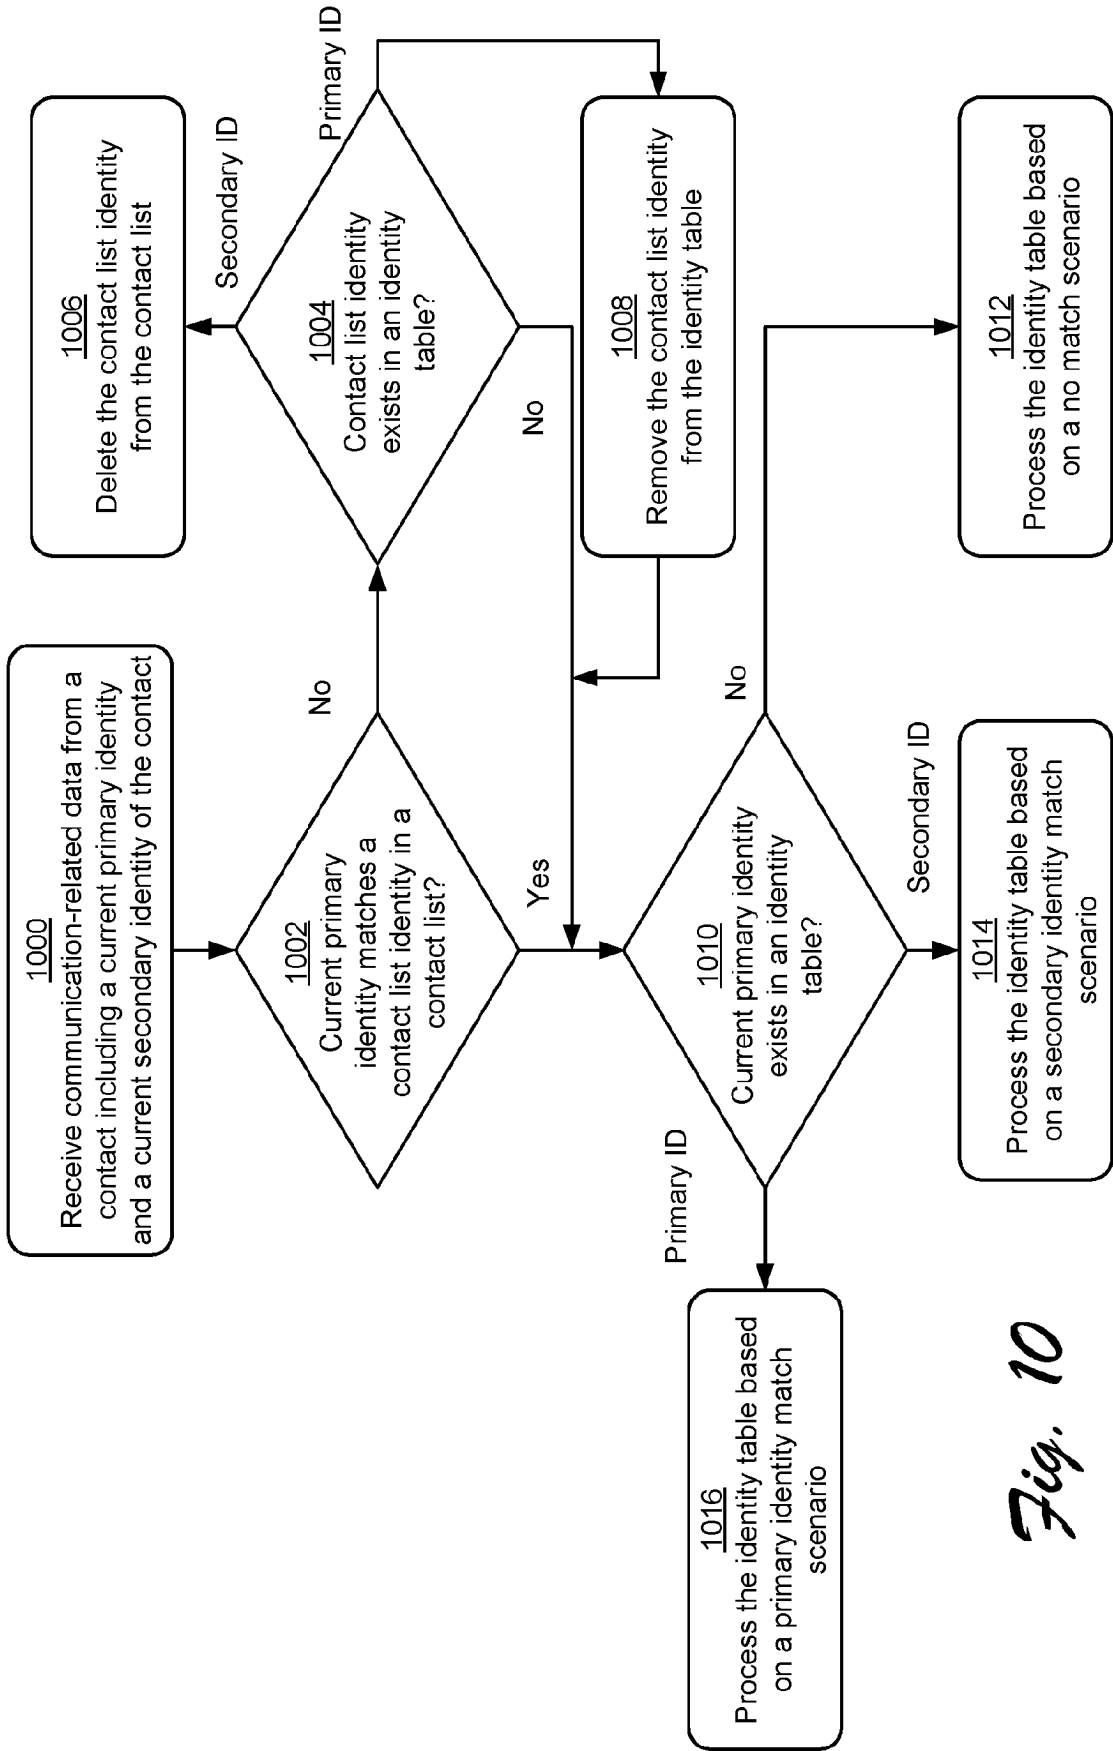 1000
Receive communication-related data from a
contact including a current primary identity
and a current secondary identity of the contact
1002
Current primary
identity matches a
contact list identity in a
contact list?
No
Yes
1004
Contact list identity
exists in an identity
table?
Secondary ID
Primary ID
No
1006
Delete the contact list identity
from the contact list
1008
Remove the contact list identity
from the identity table
1010
Current primary identity
exists in an identity
table?
Primary ID
No
Secondary ID
1016
Process the identity table based
on a primary identity match
scenario
1014
Process the identity table based
on a secondary identity match
scenario
1012
Process the identity table based
on a no match scenario
Fig. 10